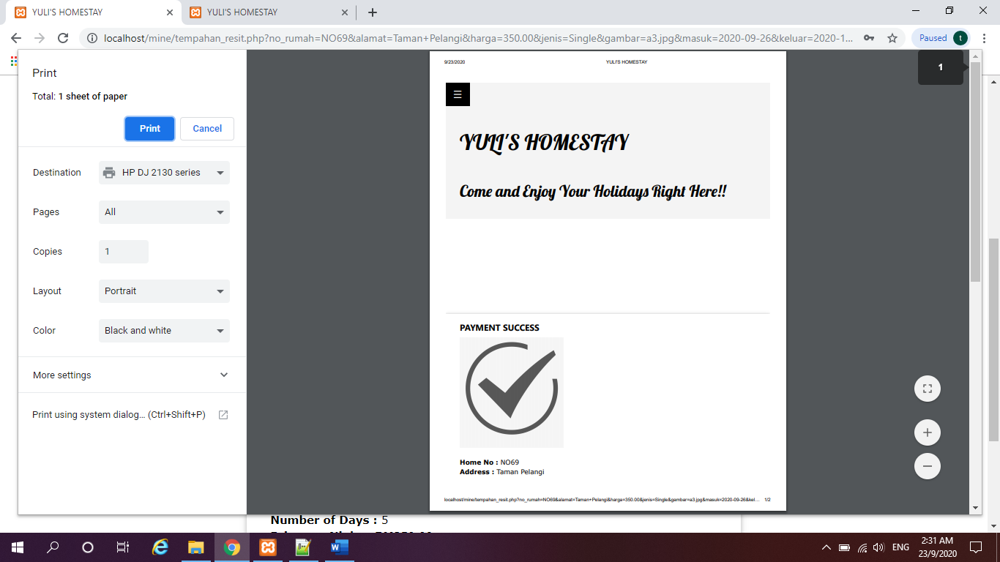 YULI'S HOMESTAY
YULI'S HOMESTAY
localhost/mine/tempahan_resit.php?no_rumah=NO69&alamat=Taman+Pelangi&harga=350.00&jenis=Single&gambar=a3.jpg&masuk=2020-09-26&keluar=2020-1...
Paused
t
Print
Total: 1 sheet of paper
Print
Cancel
Destination
HP DJ 2130 series
Pages
All
Copies
1
Layout
Portrait
Color
Black and white
More settings
Print using system dialog... (Ctrl+Shift+P)
9/23/2020
YULI'S HOMESTAY
1
YULI'S HOMESTAY
Come and Enjoy Your Holidays Right Here!!
PAYMENT SUCCESS
Home No : NO69
Address : Taman Pelangi
localhost/mine/tempahan_resit.php?no_rumah=NO69&alamat=Taman+Pelangi&harga=350.00&jenis=Single&gambar=a3.jpg&masuk=2020-09-26&kel...
1/2
Number of Days : 5
ENG
2:31 AM
23/9/2020